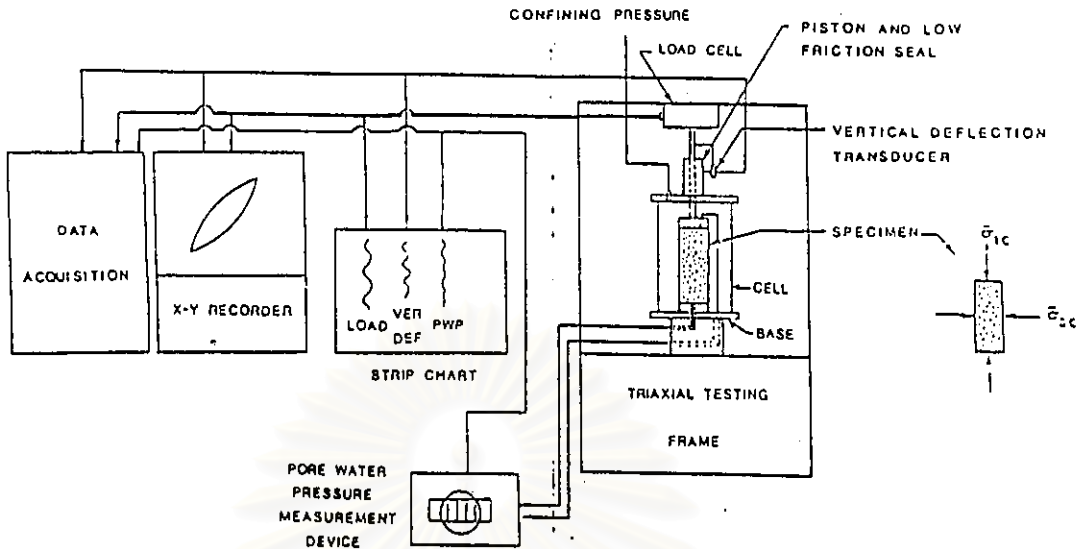 CONFINING PRESSURE
LOAD CELL
PISTON AND LOW
FRICTION SEAL
VERTICAL DEFLECTION
TRANSDUCER
DATA
ACQUISITION
X-Y RECORDER
LOAD
VER
DEF
PWP
STRIP CHART
SPECIMEN
CELL
BASE
TRIAXIAL TESTING
FRAME
PORE WATER
PRESSURE
MEASUREMENT
DEVICE
σ̄1C